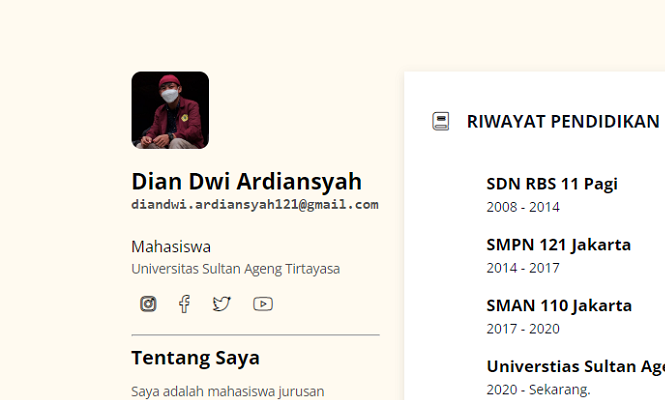 Dian Dwi Ardiansyah
diandwi.ardiansyah121@gmail.com
Mahasiswa
Universitas Sultan Ageng Tirtayasa
Tentang Saya
Saya adalah mahasiswa jurusan
RIWAYAT PENDIDIKAN
SDN RBS 11 Pagi
2008 - 2014
SMPN 121 Jakarta
2014 - 2017
SMAN 110 Jakarta
2017 - 2020
Universtias Sultan Age
2020 - Sekarang.